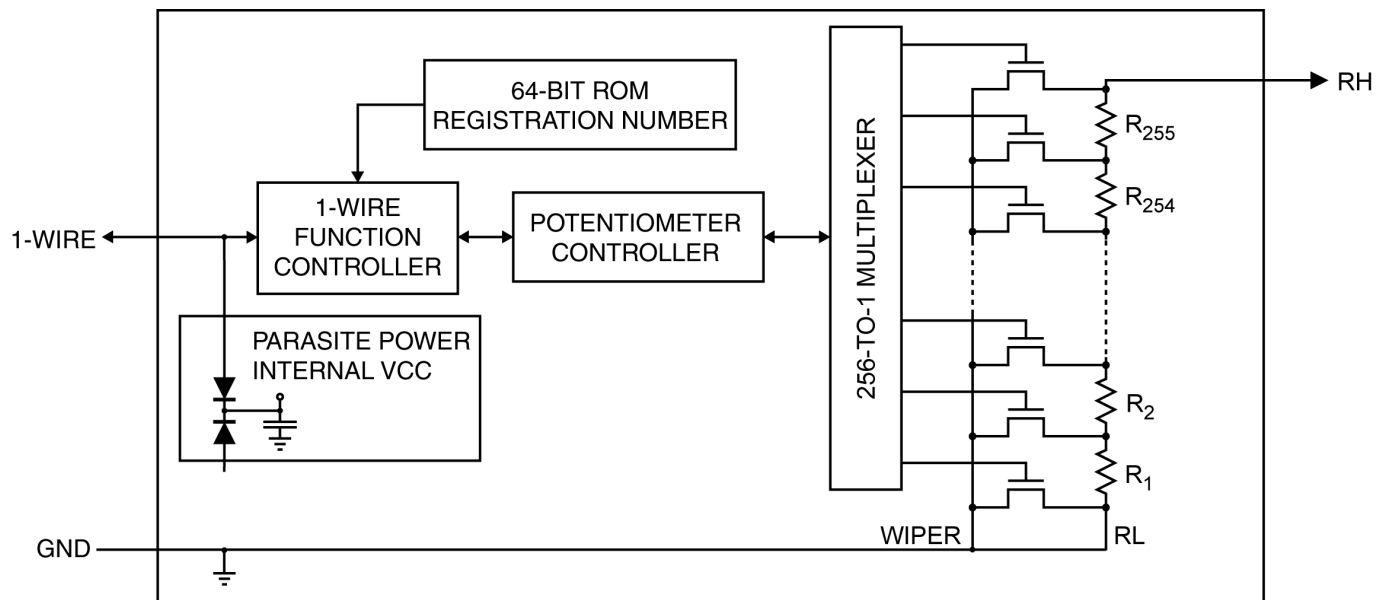 64-BIT ROM
REGISTRATION NUMBER
1-WIRE
FUNCTION
CONTROLLER
POTENTIOMETER
CONTROLLER
256-TO-1 MULTIPLEXER
RH
R255
R254
1-WIRE
PARASITE POWER
INTERNAL VCC
R2
R1
WIPER
RL
GND